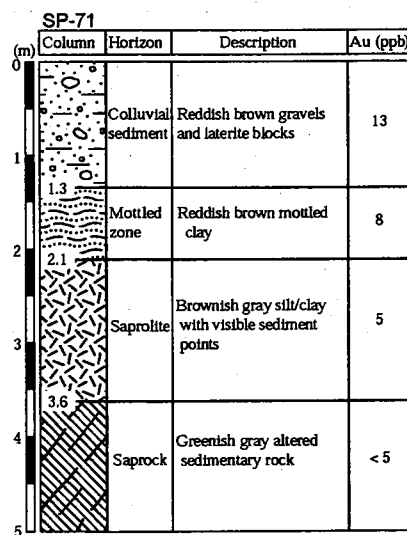 SP-71
(m) Column Horizon Description Au (ppb)
0
Colluvial Reddish brown gravels
sediment and laterite blocks
13
1
1.3
Mottled Reddish brown mottled
zone clay
8
2
2.1
Saprolite
Brownish gray silt/clay
with visible sediment
points
5
3
3.6
4
Saprock
Greenish gray altered
sedimentary rock
< 5
5